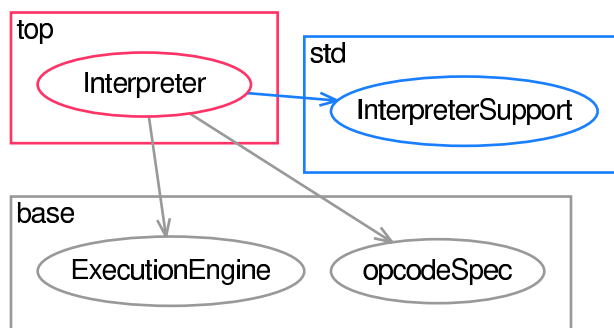 top
Interpreter
std
InterpreterSupport
base
ExecutionEngine
opcodeSpec